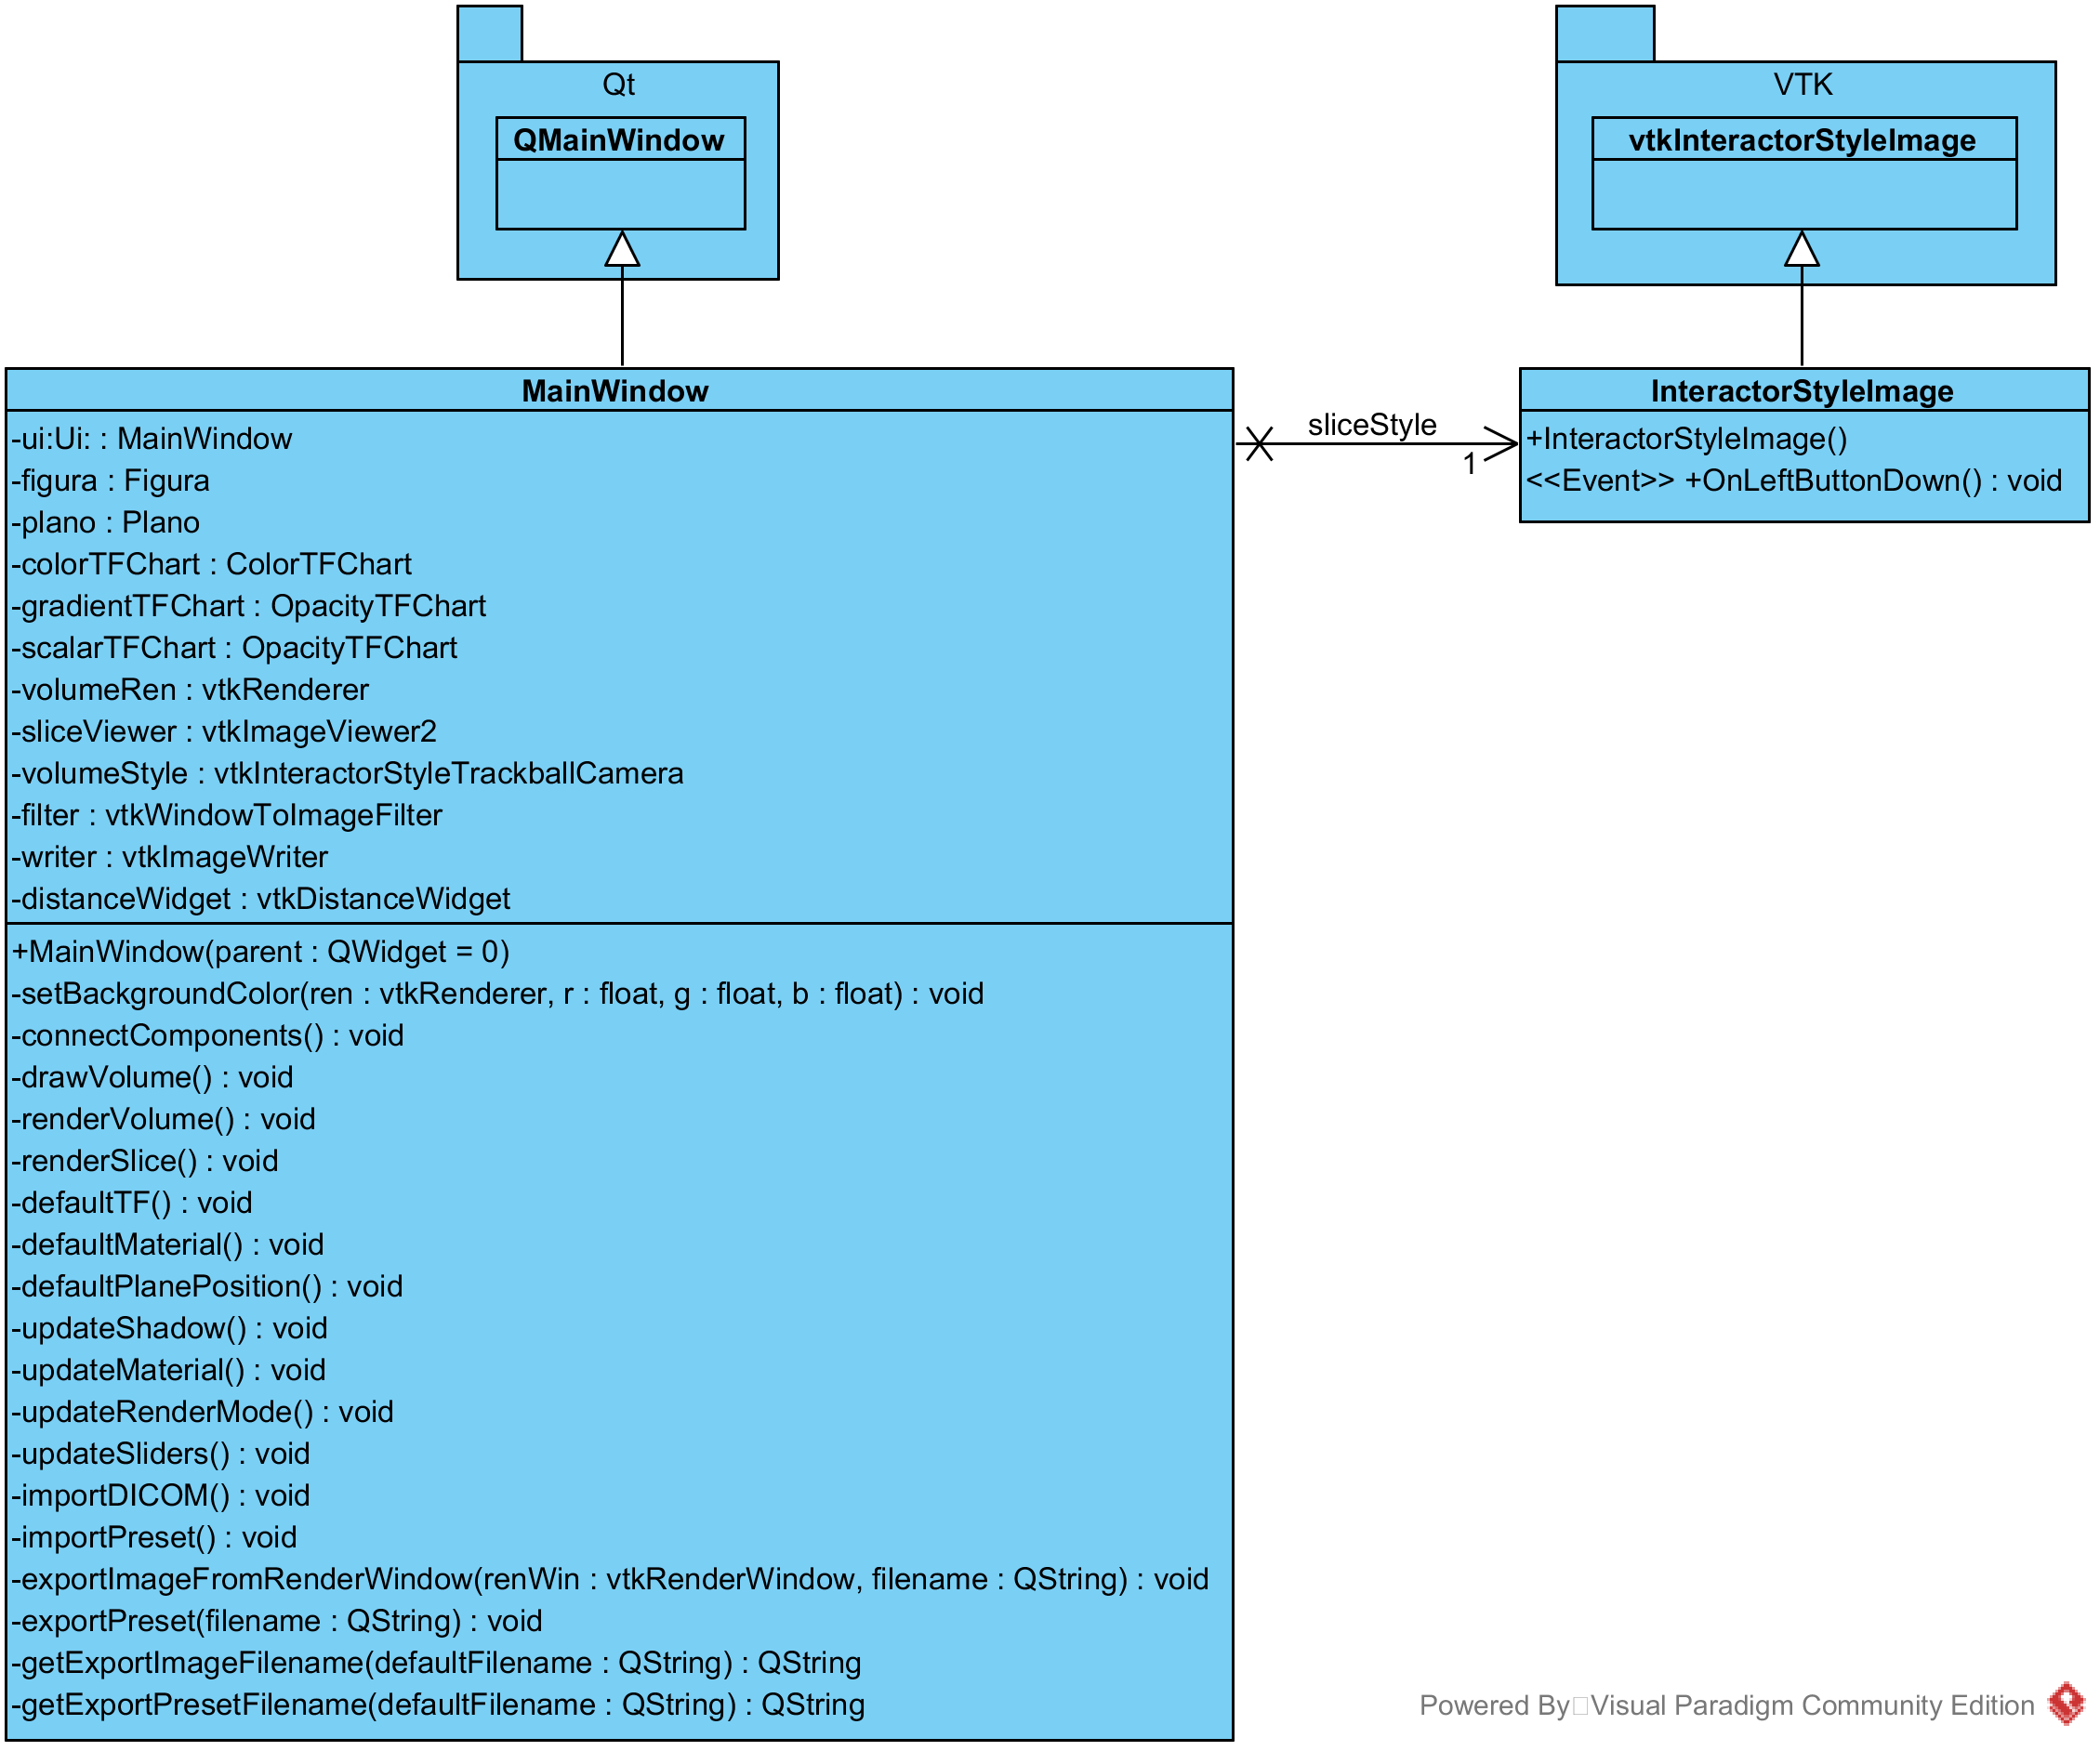 Qt
QMainWindow
VTK
vtkInteractorStyleImage
MainWindow
-ui:Ui: : MainWindow
-figura : Figura
-plano : Plano
-colorTFChart : ColorTFChart
-gradientTFChart : OpacityTFChart
-scalarTFChart : OpacityTFChart
-volumeRen : vtkRenderer
-sliceViewer : vtkImageViewer2
-volumeStyle : vtkInteractorStyleTrackballCamera
-filter : vtkWindowToImageFilter
-writer : vtkImageWriter
-distanceWidget : vtkDistanceWidget
+MainWindow(parent : QWidget = 0)
-setBackgroundColor(ren : vtkRenderer, r : float, g : float, b : float) : void
-connectComponents() : void
-drawVolume() : void
-renderVolume() : void
-renderSlice() : void
-defaultTF() : void
-defaultMaterial() : void
-defaultPlanePosition() : void
-updateShadow() : void
-updateMaterial() : void
-updateRenderMode() : void
-updateSliders() : void
-importDICOM() : void
-importPreset() : void
-exportImageFromRenderWindow(renWin : vtkRenderWindow, filename : QString) : void
-exportPreset(filename : QString) : void
-getExportImageFilename(defaultFilename : QString) : QString
-getExportPresetFilename(defaultFilename : QString) : QString
sliceStyle
1
InteractorStyleImage
+InteractorStyleImage()
<<Event>> +OnLeftButtonDown() : void
Powered By Visual Paradigm Community Edition